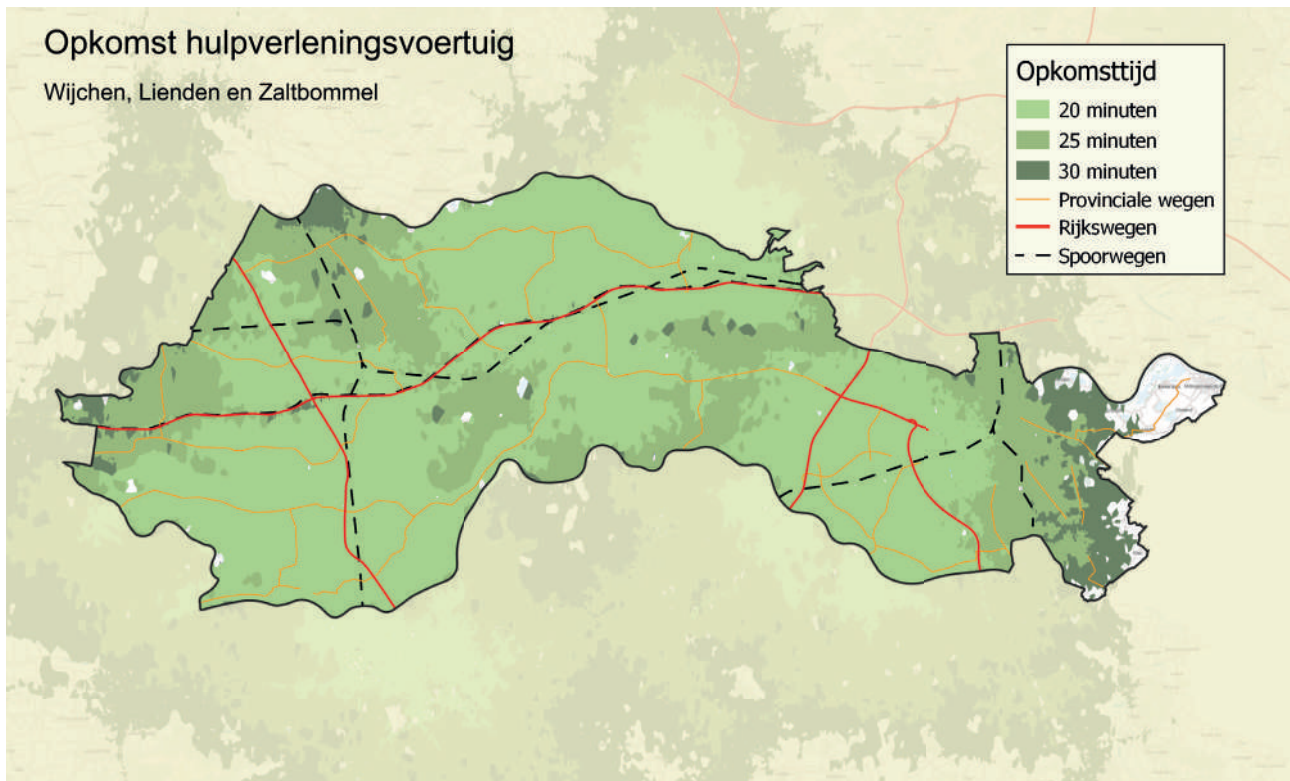 Opkomst hulpverleningsvoertuig
Wijchen, Lienden en Zaltbommel
Opkomsttijd
20 minuten
25 minuten
30 minuten
Provinciale wegen
Rijkswegen
Spoorwegen